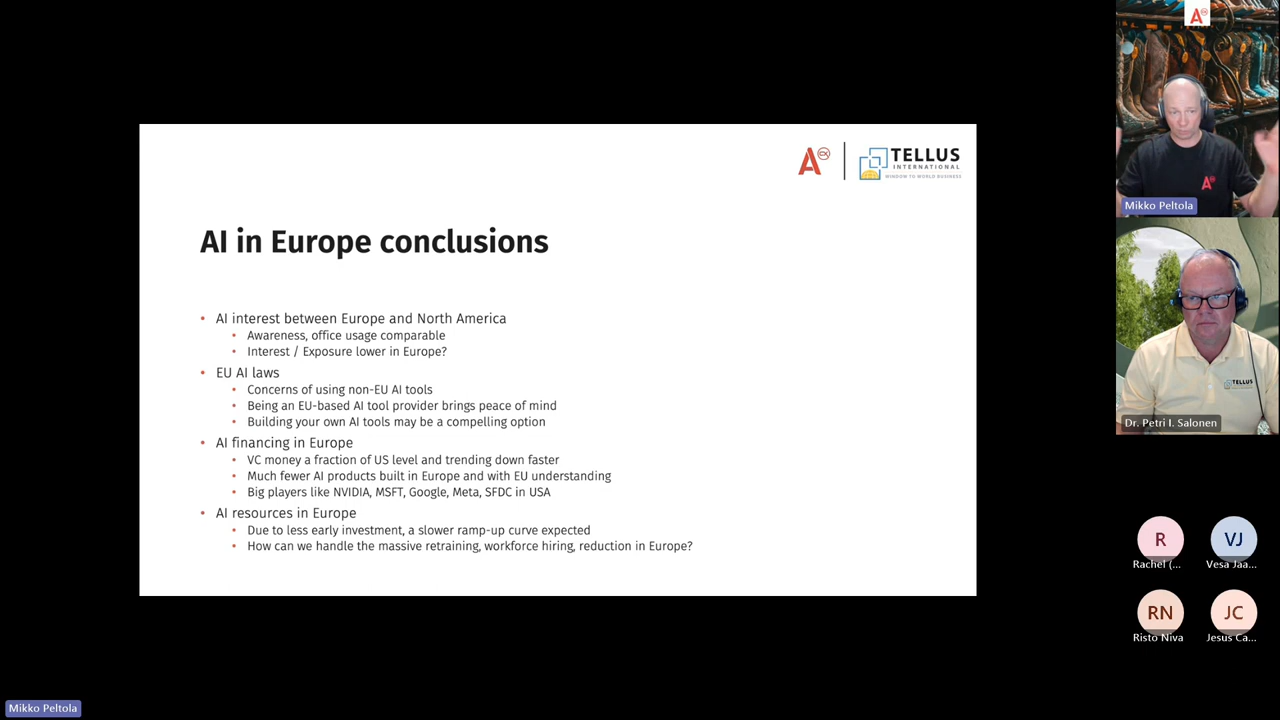 A CX
TELLUS
INTERNATIONAL
WINDOW TO WORLD BUSINESS
AI in Europe conclusions
• AI interest between Europe and North America
• Awareness, office usage comparable
• Interest / Exposure lower in Europe?
• EU AI laws
• Concerns of using non-EU AI tools
• Being an EU-based AI tool provider brings peace of mind
• Building your own AI tools may be a compelling option
• AI financing in Europe
• VC money a fraction of US level and trending down faster
• Much fewer AI products built in Europe and with EU understanding
• Big players like NVIDIA, MSFT, Google, Meta, SFDC in USA
• AI resources in Europe
• Due to less early investment, a slower ramp-up curve expected
• How can we handle the massive retraining, workforce hiring, reduction in Europe?
A
A
Mikko Peltola
TELLUS
Dr. Petri I. Salonen
R
VJ
Rachel (...
Vesa Jaa...
RN
JC
Risto Niva
Jesus Ca...
Mikko Peltola